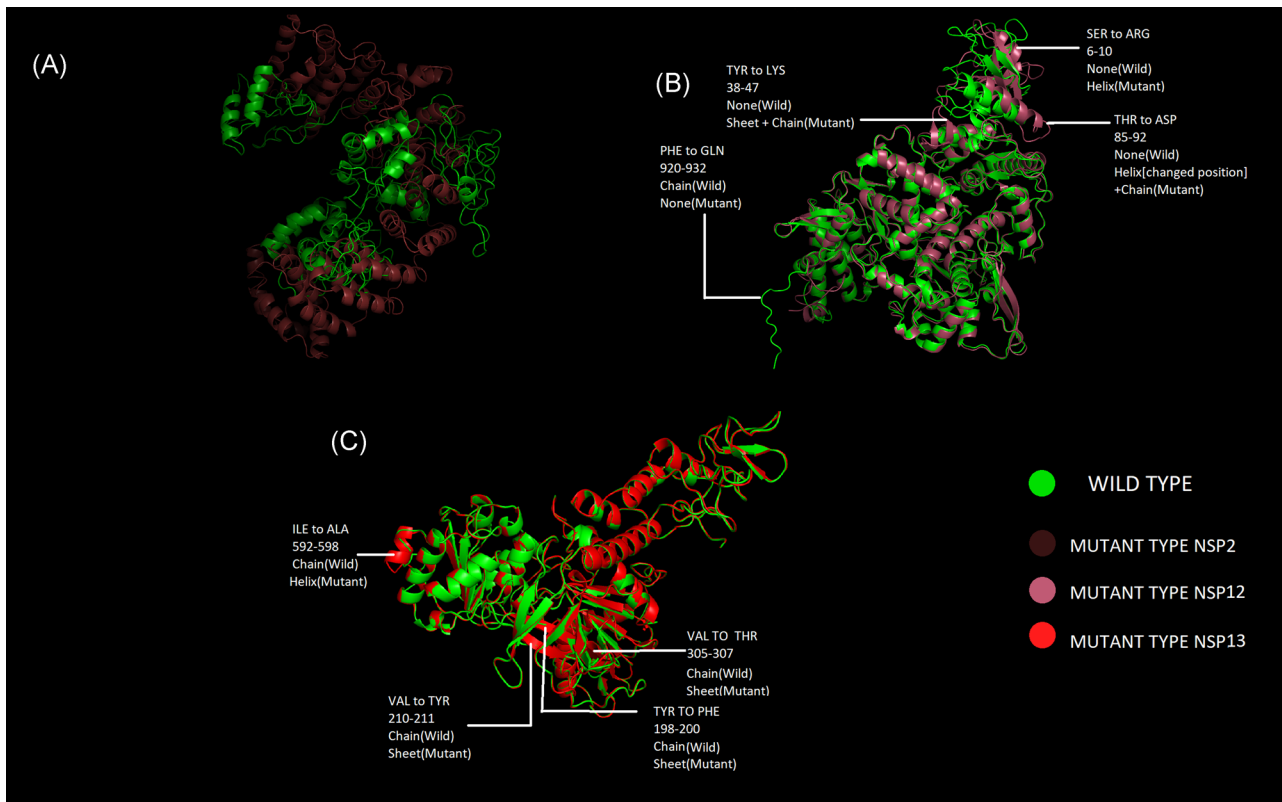 (A)
(B)
SER to ARG
6-10
None(Wild)
Helix(Mutant)
TYR to LYS
38-47
None(Wild)
Sheet + Chain(Mutant)
THR to ASP
85-92
None(Wild)
Helix[changed position]
+Chain(Mutant)
PHE to GLN
920-932
Chain(Wild)
None(Mutant)
(C)
ILE to ALA
592-598
Chain(Wild)
Helix(Mutant)
VAL TO THR
305-307
Chain(Wild)
Sheet(Mutant)
VAL to TYR
210-211
Chain(Wild)
Sheet(Mutant)
TYR TO PHE
198-200
Chain(Wild)
Sheet(Mutant)
WILD TYPE
MUTANT TYPE NSP2
MUTANT TYPE NSP12
MUTANT TYPE NSP13